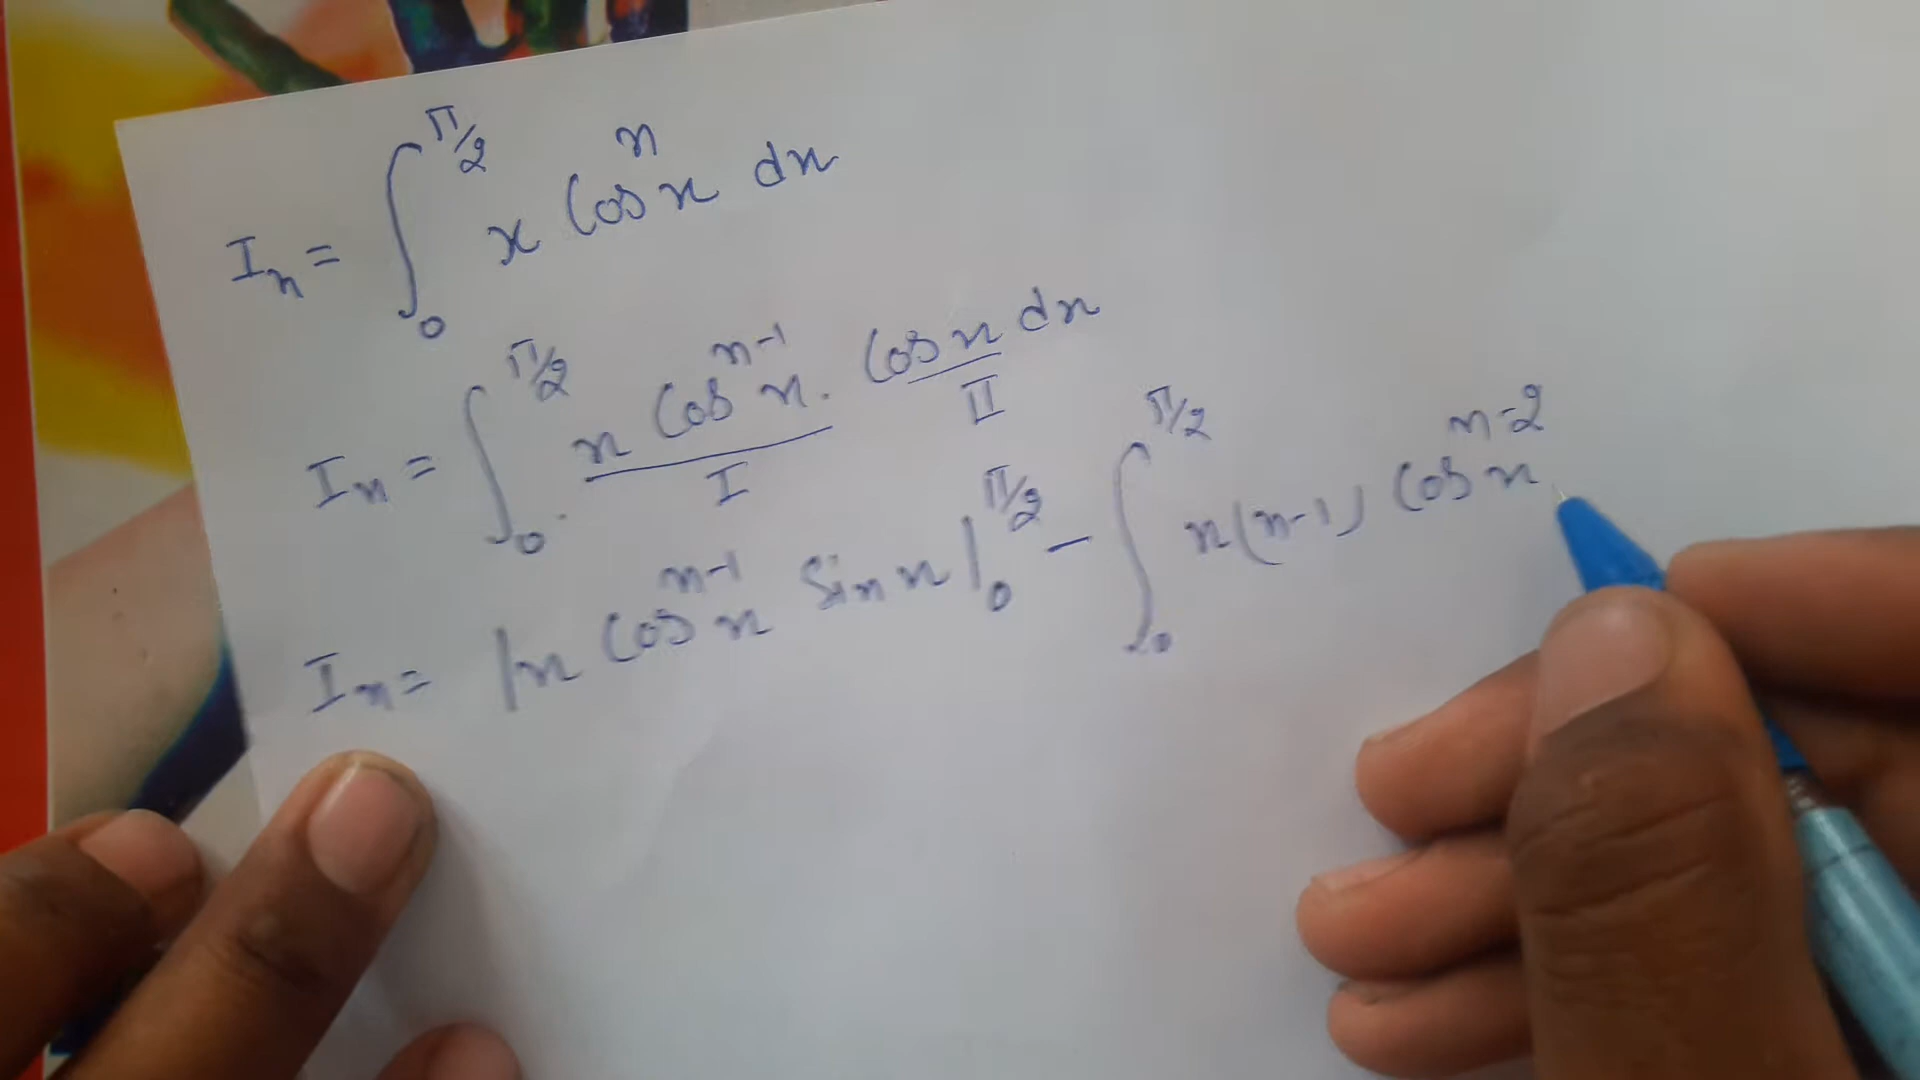 Iₙ = ∫₀^(π/2) x cosⁿx dx
Iₙ = ∫₀^(π/2) x cosⁿ⁻¹x . cos x dx
I II
Iₙ = |x cosⁿ⁻¹x sin x|₀^(π/2) - ∫₀^(π/2) x(n-1) cosⁿ⁻²x